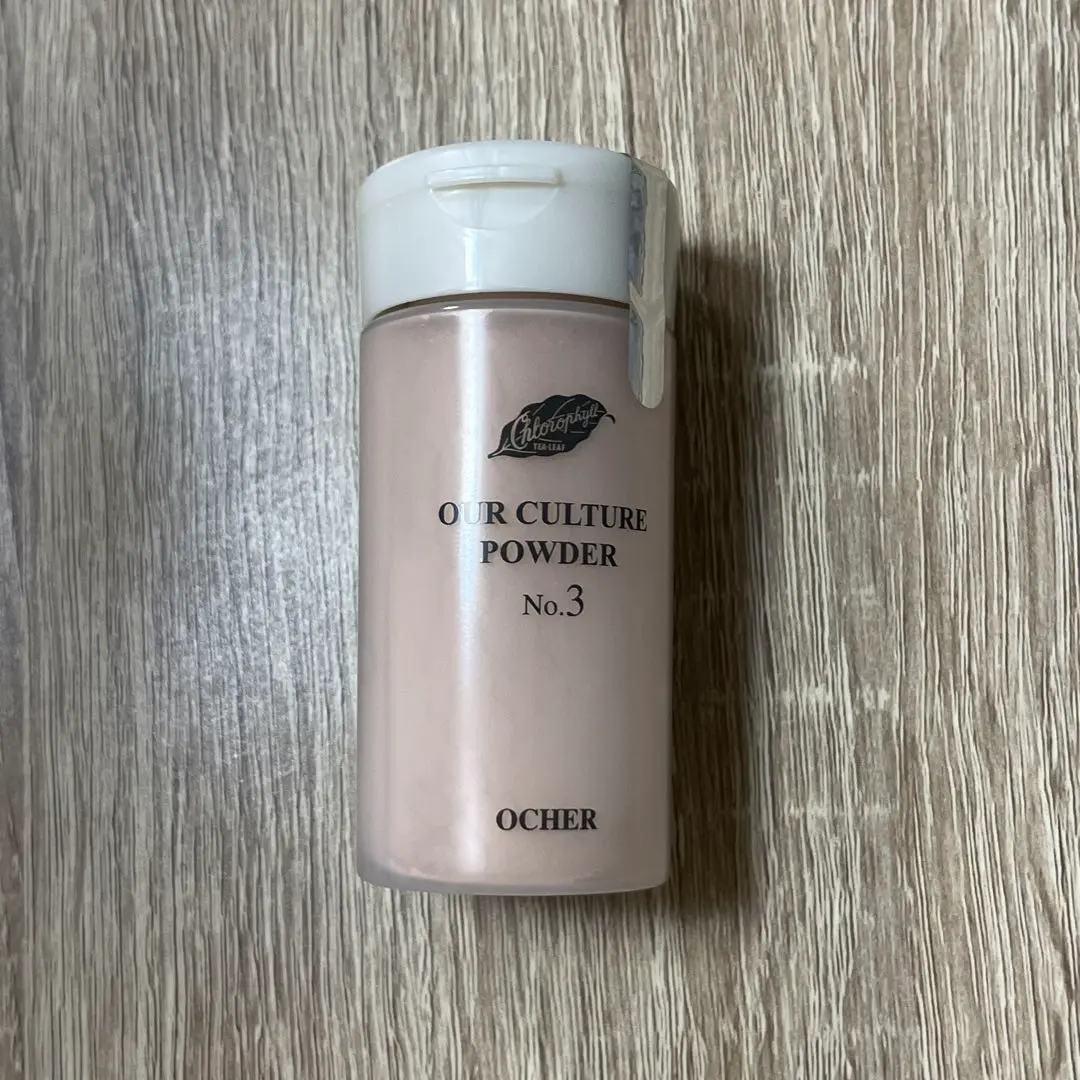 Chlorophyll
TEA-LEAF
OUR CULTURE
POWDER
No.3
OCHER